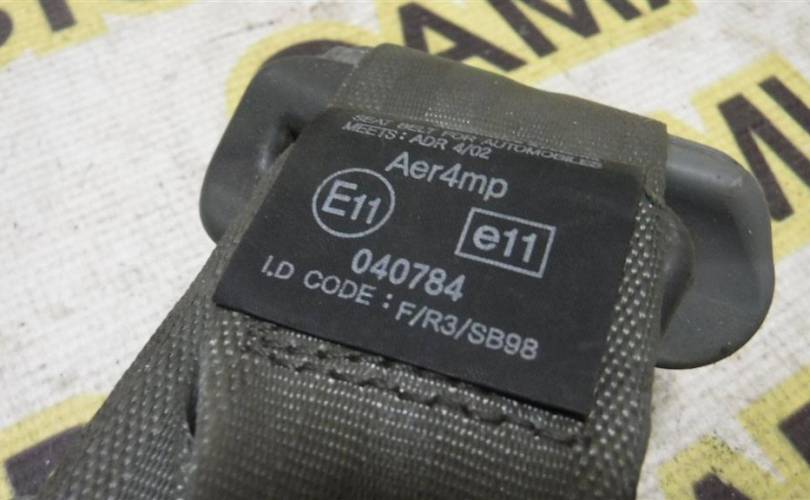 SEAT BELT FOR AUTOMOBILES
MEETS : ADR 4/02
Aer4mp
E11
e11
040784
I.D CODE : F/R3/SB98